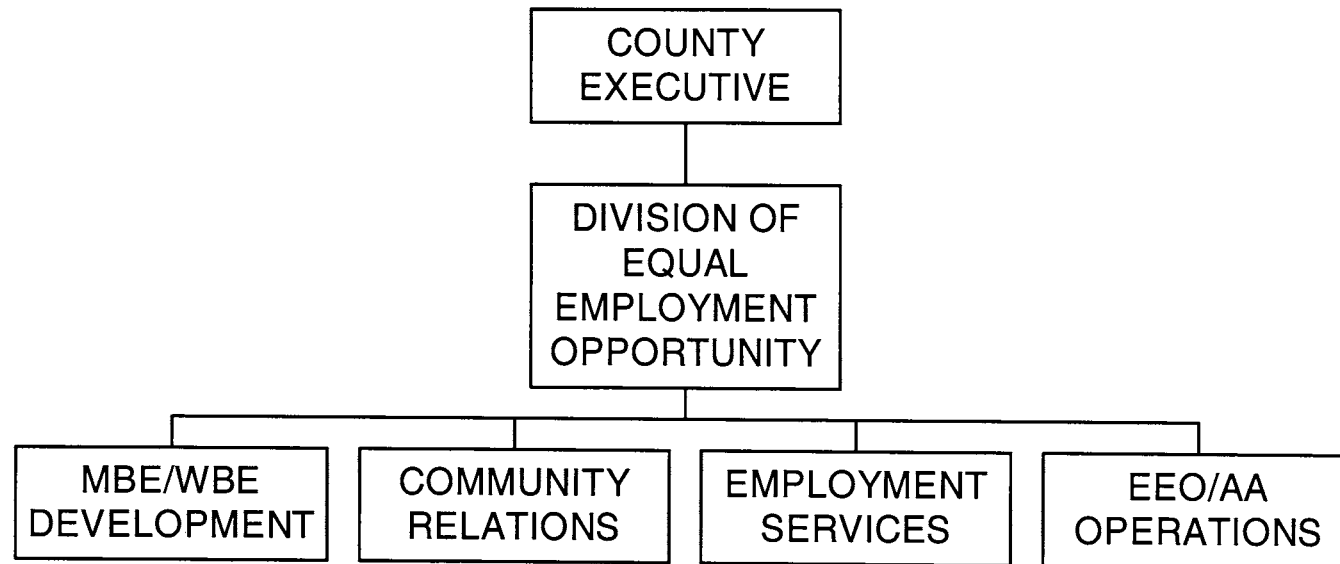 COUNTY
EXECUTIVE
DIVISION OF
EQUAL
EMPLOYMENT
OPPORTUNITY
MBE/WBE
DEVELOPMENT
COMMUNITY
RELATIONS
EMPLOYMENT
SERVICES
EEO/AA
OPERATIONS